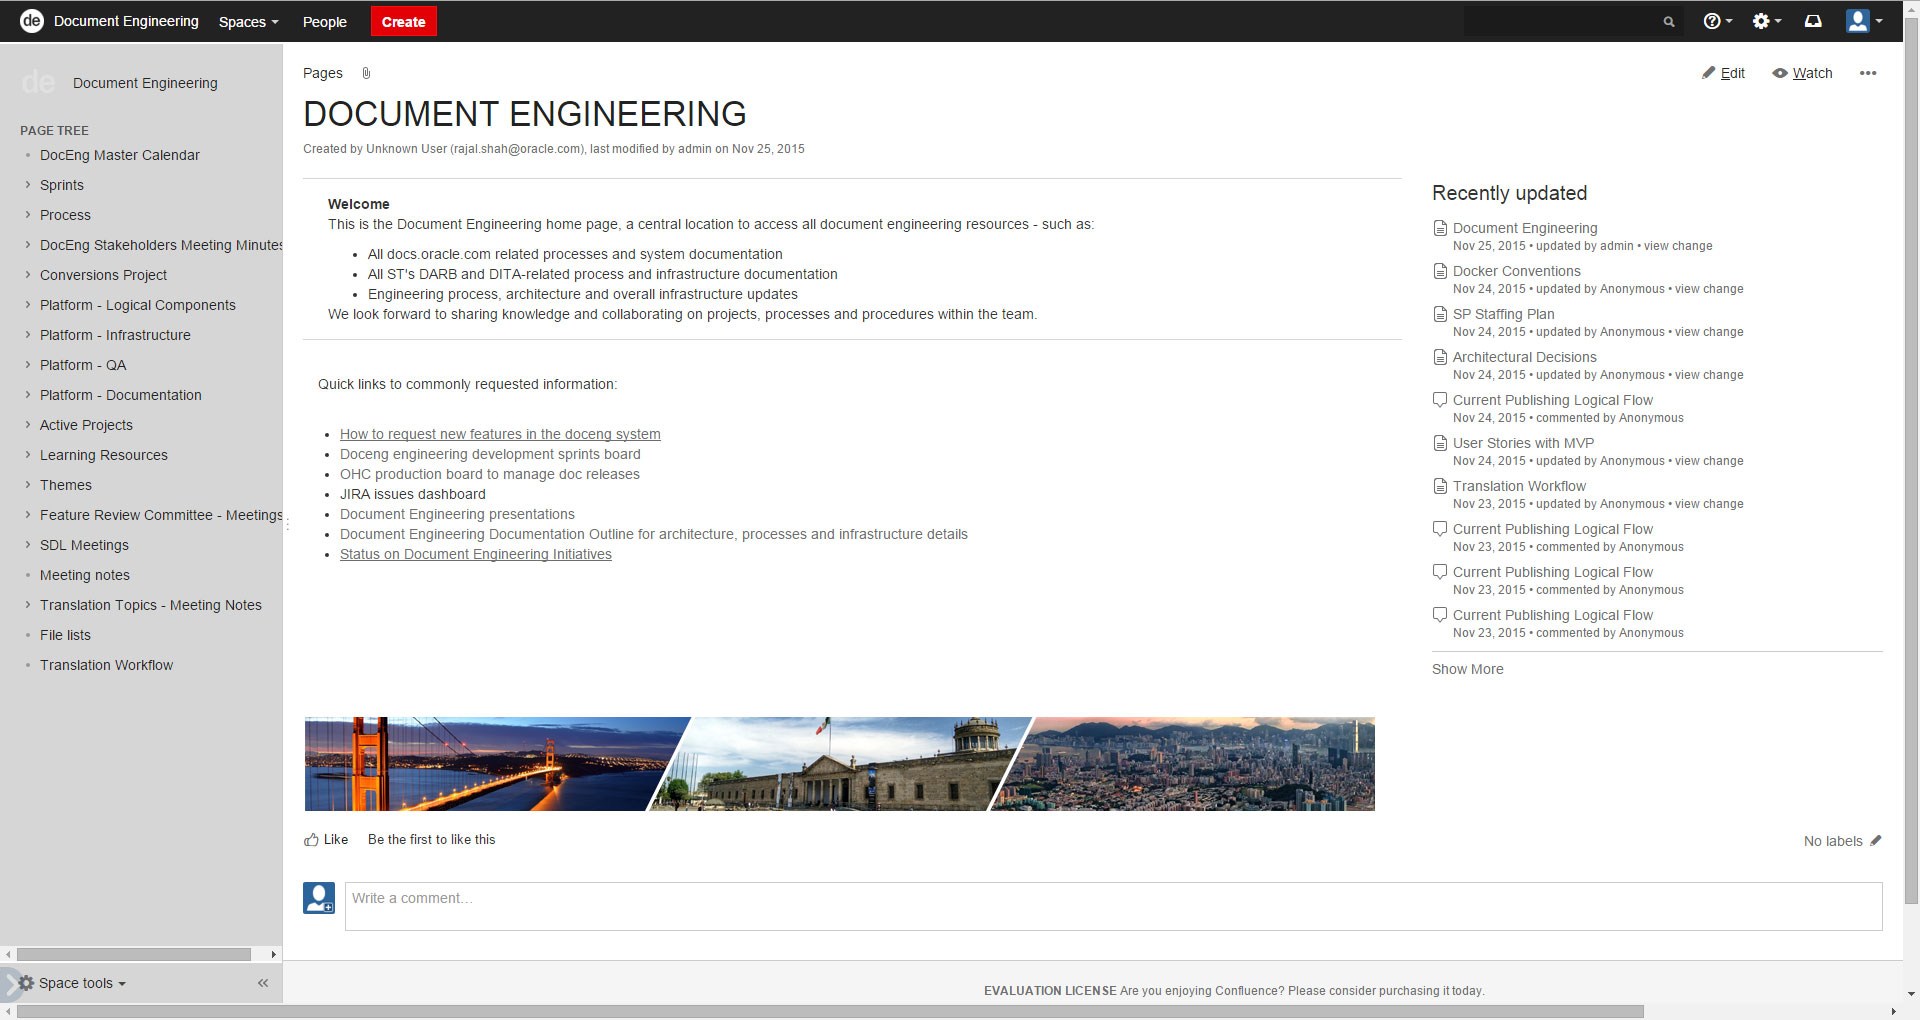 de Document Engineering Spaces People Create
de Document Engineering
PAGE TREE
DocEng Master Calendar
Sprints
Process
DocEng Stakeholders Meeting Minutes
Conversions Project
Platform - Logical Components
Platform - Infrastructure
Platform - QA
Platform - Documentation
Active Projects
Learning Resources
Themes
Feature Review Committee - Meetings
SDL Meetings
Meeting notes
Translation Topics - Meeting Notes
File lists
Translation Workflow
Space tools
Pages
Edit Watch
DOCUMENT ENGINEERING
Created by Unknown User (rajal.shah@oracle.com), last modified by admin on Nov 25, 2015
Welcome
This is the Document Engineering home page, a central location to access all document engineering resources - such as:
• All docs.oracle.com related processes and system documentation
• All ST's DARB and DITA-related process and infrastructure documentation
• Engineering process, architecture and overall infrastructure updates
We look forward to sharing knowledge and collaborating on projects, processes and procedures within the team.
Quick links to commonly requested information:
• How to request new features in the doceng system
• Doceng engineering development sprints board
• OHC production board to manage doc releases
• JIRA issues dashboard
• Document Engineering presentations
• Document Engineering Documentation Outline for architecture, processes and infrastructure details
• Status on Document Engineering Initiatives
Recently updated
Document Engineering
Nov 25, 2015 • updated by admin • view change
Docker Conventions
Nov 24, 2015 • updated by Anonymous • view change
SP Staffing Plan
Nov 24, 2015 • updated by Anonymous • view change
Architectural Decisions
Nov 24, 2015 • updated by Anonymous • view change
Current Publishing Logical Flow
Nov 24, 2015 • commented by Anonymous
User Stories with MVP
Nov 24, 2015 • updated by Anonymous • view change
Translation Workflow
Nov 23, 2015 • updated by Anonymous • view change
Current Publishing Logical Flow
Nov 23, 2015 • commented by Anonymous
Current Publishing Logical Flow
Nov 23, 2015 • commented by Anonymous
Current Publishing Logical Flow
Nov 23, 2015 • commented by Anonymous
Show More
Like Be the first to like this
No labels
Write a comment…
EVALUATION LICENSE Are you enjoying Confluence? Please consider purchasing it today.